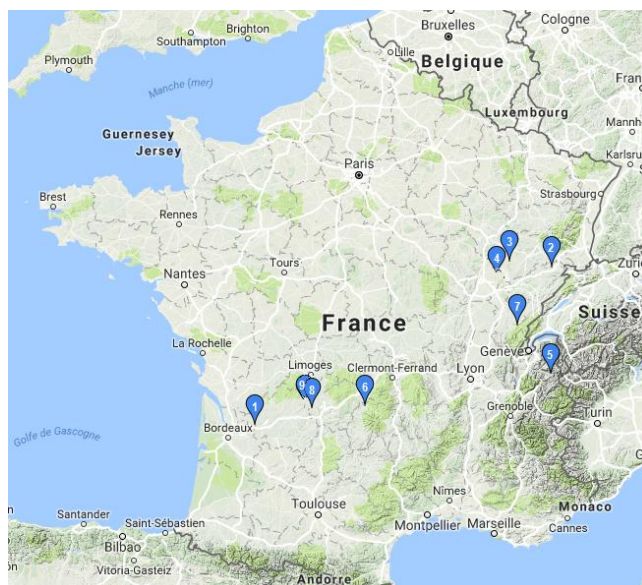 Bruxelles
Cologne
Brighton
Southampton
Plymouth
Lille
Belgique
Fran
Manche (mer)
Luxembourg
Mannh
Guernesey
Jersey
Karlsru
Paris
Strasbourg
Brest
Rennes
3
2
4
Zuri
Tours
Nantes
7
Suisse
France
La Rochelle
Genève
5
Limoges
Clermont-Ferrand
Lyon
9
8
6
1
Grenoble
Turin
Bordeaux
Golfe de Gascogne
Ge
Nîmes
Monaco
Toulouse
Santander
Saint-Sébastien
Montpellier
Marseille
Cannes
Bilbao
Vitoria-Gasteiz
Andorre